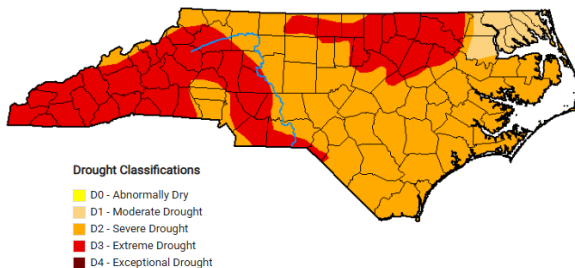 Drought Classifications
D0 - Abnormally Dry
D1 - Moderate Drought
D2 - Severe Drought
D3 - Extreme Drought
D4 - Exceptional Drought